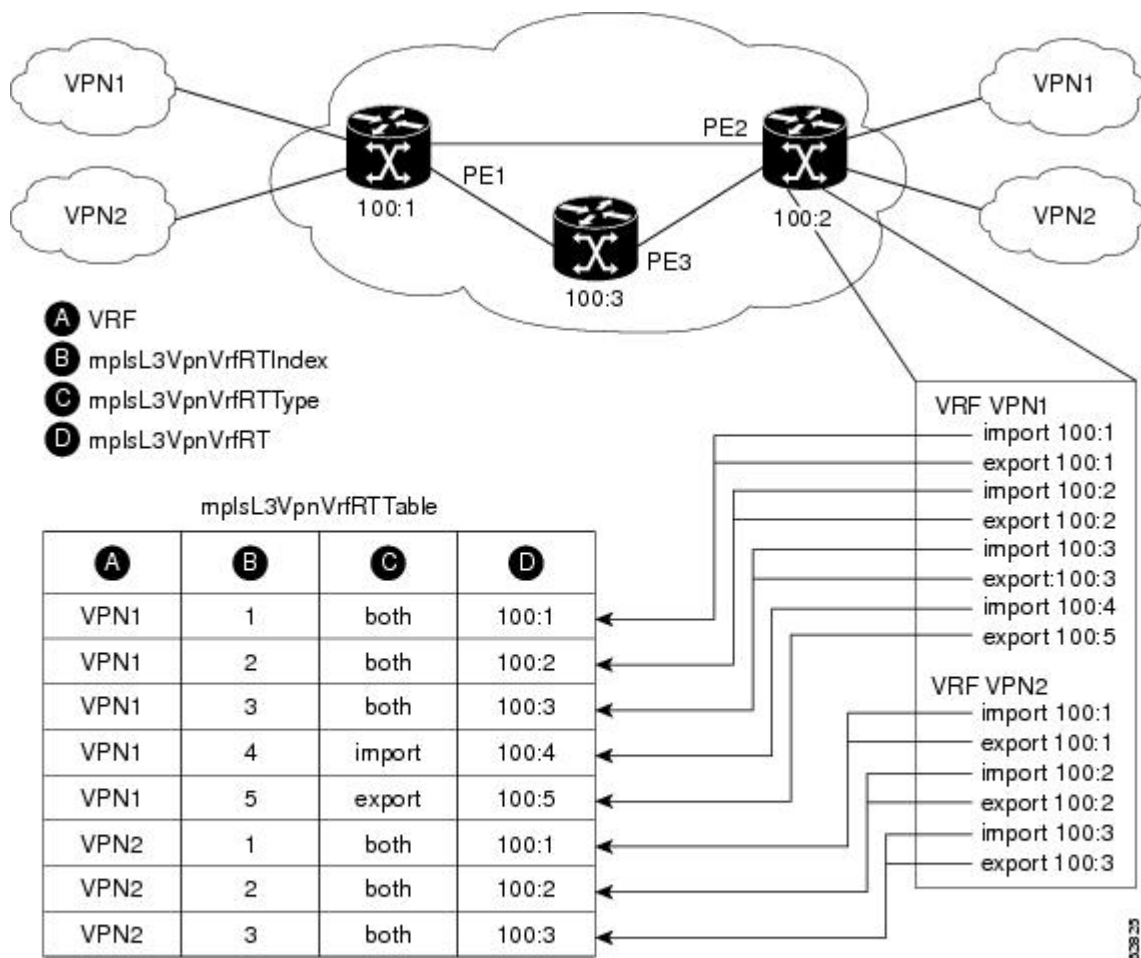 VPN1
VPN2
PE1
100:1
PE2
100:2
PE3
100:3
VPN1
VPN2
A VRF
B mplsL3VpnVrfRTIndex
C mplsL3VpnVrfRTType
D mplsL3VpnVrfRT
mplsL3VpnVrfRTTable
A B C D
VPN1 1 both 100:1
VPN1 2 both 100:2
VPN1 3 both 100:3
VPN1 4 import 100:4
VPN1 5 export 100:5
VPN2 1 both 100:1
VPN2 2 both 100:2
VPN2 3 both 100:3
VRF VPN1
import 100:1
export 100:1
import 100:2
export 100:2
import 100:3
export:100:3
import 100:4
export 100:5
VRF VPN2
import 100:1
export 100:1
import 100:2
export 100:2
import 100:3
export 100:3